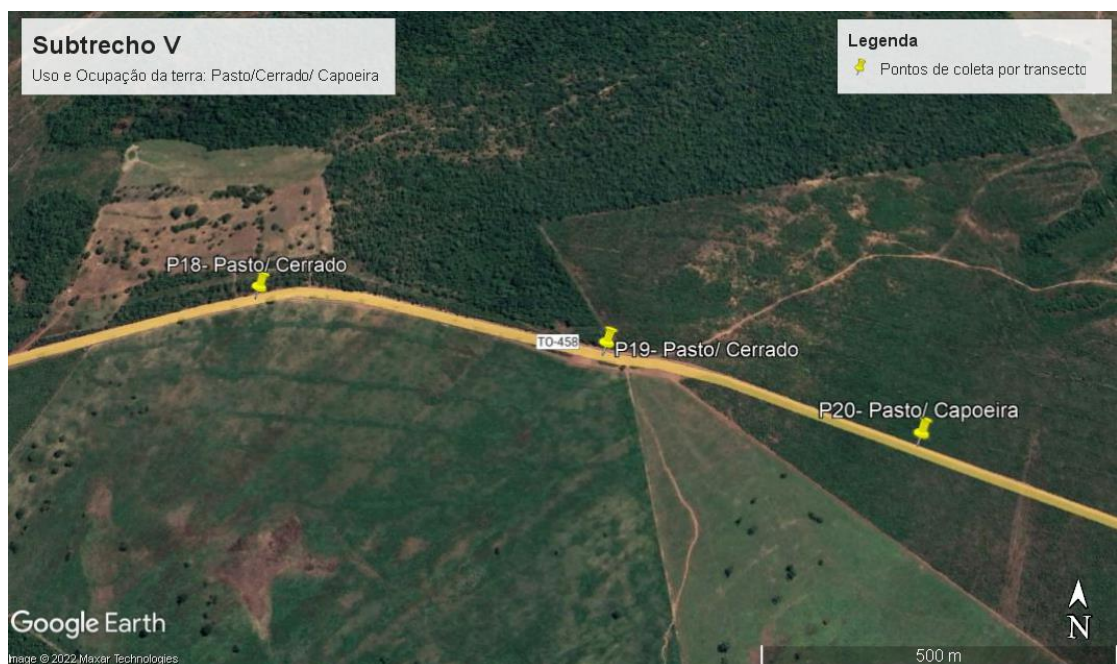 Subtrecho V
Uso e Ocupação da terra: Pasto/Cerrado/ Capoeira
Legenda
Pontos de coleta por transecto
P18- Pasto/ Cerrado
TO-458
P19- Pasto/ Cerrado
P20- Pasto/ Capoeira
N
Google Earth
Image © 2022 Maxar Technologies
500 m